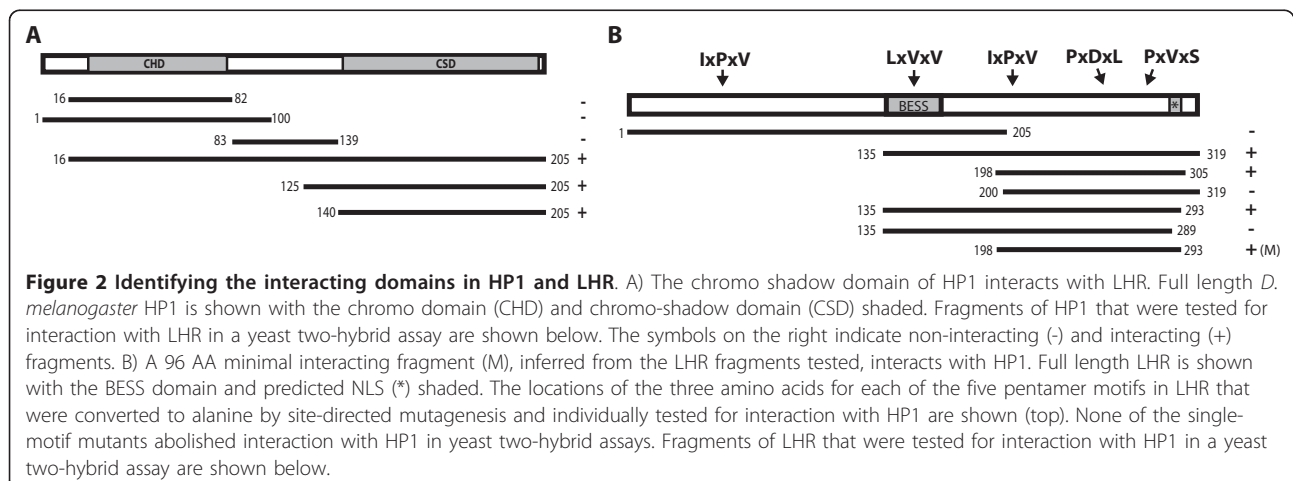 A
CHD CSD
16 82 -
1 100 -
83 139 -
16 205 +
125 205 +
140 205 +
B
IxPxV LxVxV IxPxV PxDxL PxVxS
BESS *
1 205 -
135 319 +
198 305 +
200 319 -
135 293 +
135 289 -
198 293 + (M)
Figure 2 Identifying the interacting domains in HP1 and LHR. A) The chromo shadow domain of HP1 interacts with LHR. Full length D.
melanogaster HP1 is shown with the chromo domain (CHD) and chromo-shadow domain (CSD) shaded. Fragments of HP1 that were tested for
interaction with LHR in a yeast two-hybrid assay are shown below. The symbols on the right indicate non-interacting (-) and interacting (+)
fragments. B) A 96 AA minimal interacting fragment (M), inferred from the LHR fragments tested, interacts with HP1. Full length LHR is shown
with the BESS domain and predicted NLS (*) shaded. The locations of the three amino acids for each of the five pentamer motifs in LHR that
were converted to alanine by site-directed mutagenesis and individually tested for interaction with HP1 are shown (top). None of the single-
motif mutants abolished interaction with HP1 in yeast two-hybrid assays. Fragments of LHR that were tested for interaction with HP1 in a yeast
two-hybrid assay are shown below.